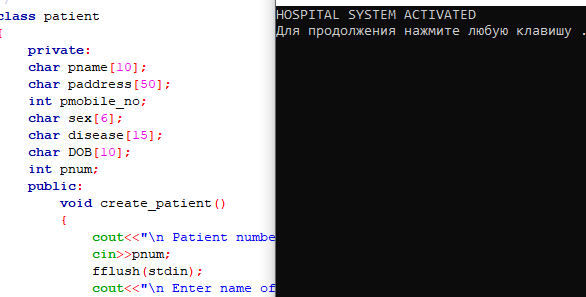 class patient
{
private:
char pname[10];
char paddress[50];
int pmobile_no;
char sex[6];
char disease[15];
char DOB[10];
int pnum;
public:
void create_patient()
{
cout<<"\n Patient numbe
cin>>pnum;
fflush(stdin);
cout<<"\n Enter name of
HOSPITAL SYSTEM ACTIVATED
Для продолжения нажмите любую клавишу .